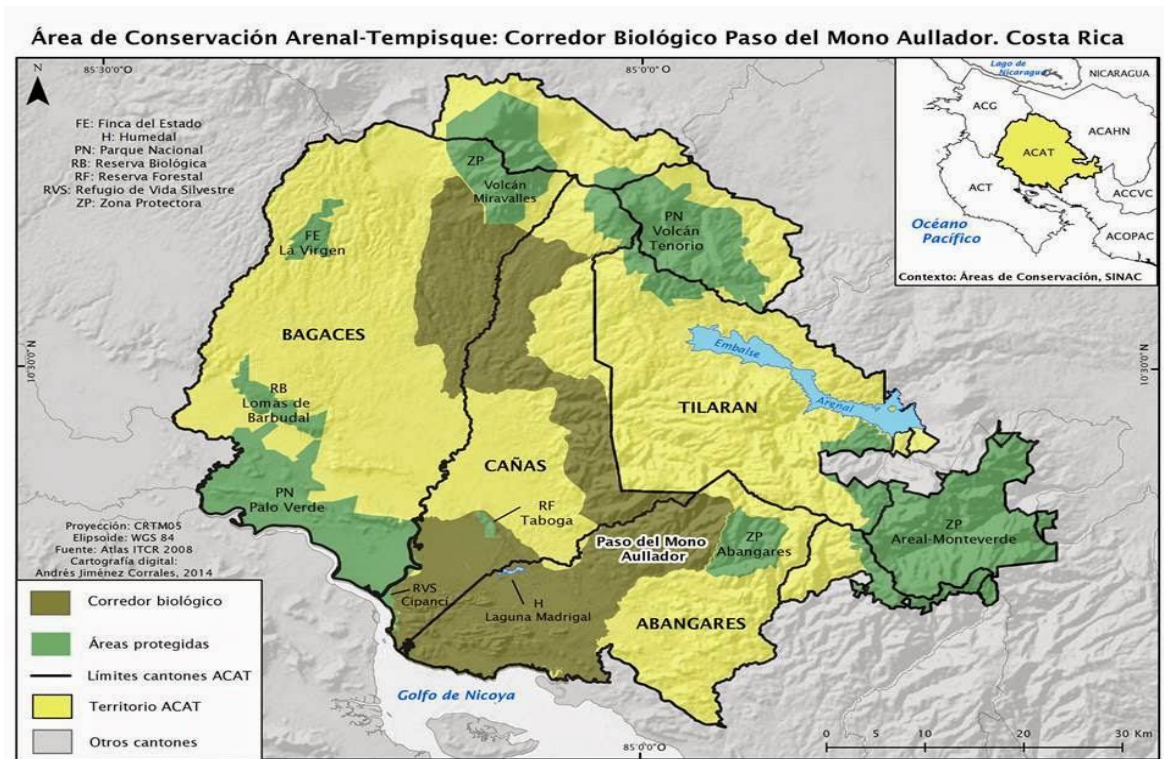 Área de Conservación Arenal-Tempisque: Corredor Biológico Paso del Mono Aullador. Costa Rica
85°30'0"O
85°0'0"O
N
FE: Finca del Estado
H: Humedal
PN: Parque Nacional
RB: Reserva Biológica
RF: Reserva Forestal
RVS: Refugio de Vida Silvestre
ZP: Zona Protectora
Lago de
Nicaragua
NICARAGUA
ACG
ACAHN
ACAT
ACT
ACCVC
Océano
Pacífico
ACOPAC
Contexto: Áreas de Conservación, SINAC
ZP
Volcán
Miravalles
PN
Volcán
Tenorio
FE
La Virgen
BAGACES
10°30'0"N
10°30'0"N
Embalse
Arenal
RB
Lomas de
Barbudal
TILARAN
CAÑAS
PN
Palo Verde
RF
Taboga
ZP
Areal-Monteverde
Paso del Mono
Aullador
ZP
Abangares
Proyección: CRTM05
Elipsoide: WGS 84
Fuente: Atlas ITCR 2008
Cartografía digital:
Andrés Jiménez Corrales, 2014
RVS
Cipancí
H
Laguna Madrigal
ABANGARES
Corredor biológico
Áreas protegidas
Límites cantones ACAT
Territorio ACAT
Otros cantones
Golfo de Nicoya
85°0'0"O
0 5 10 20 30 Km